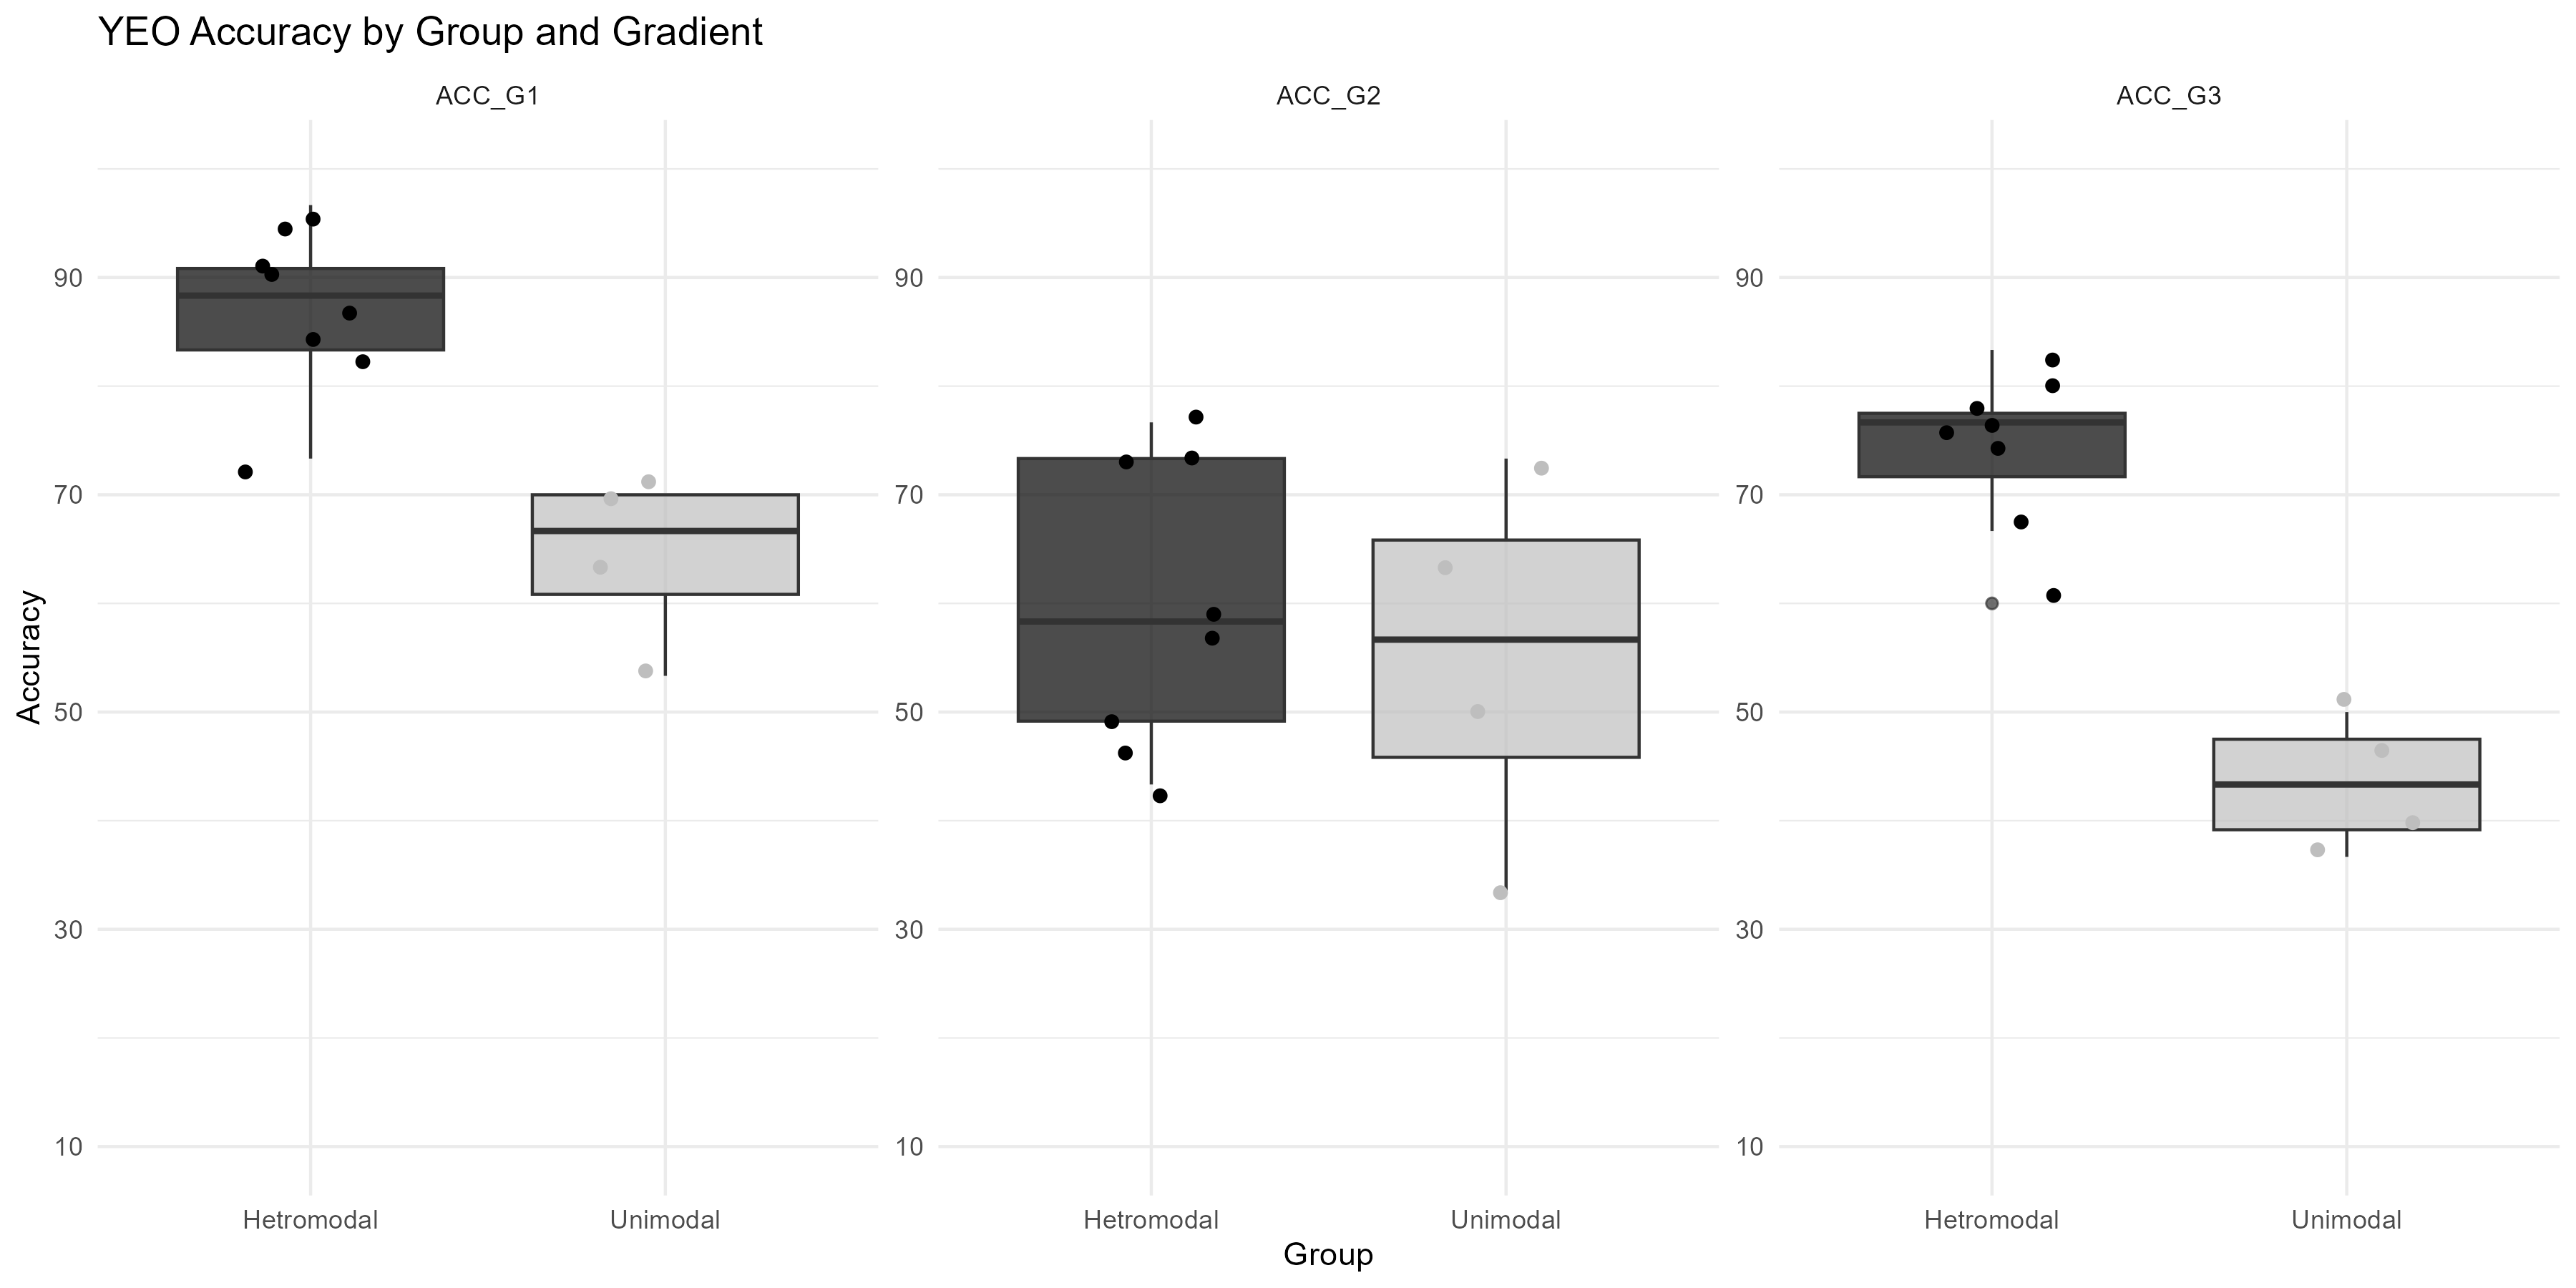 YEO Accuracy by Group and Gradient
ACC_G1
ACC_G2
ACC_G3
Accuracy
90
70
50
30
10
90
70
50
30
10
90
70
50
30
10
Hetromodal
Unimodal
Hetromodal
Unimodal
Hetromodal
Unimodal
Group